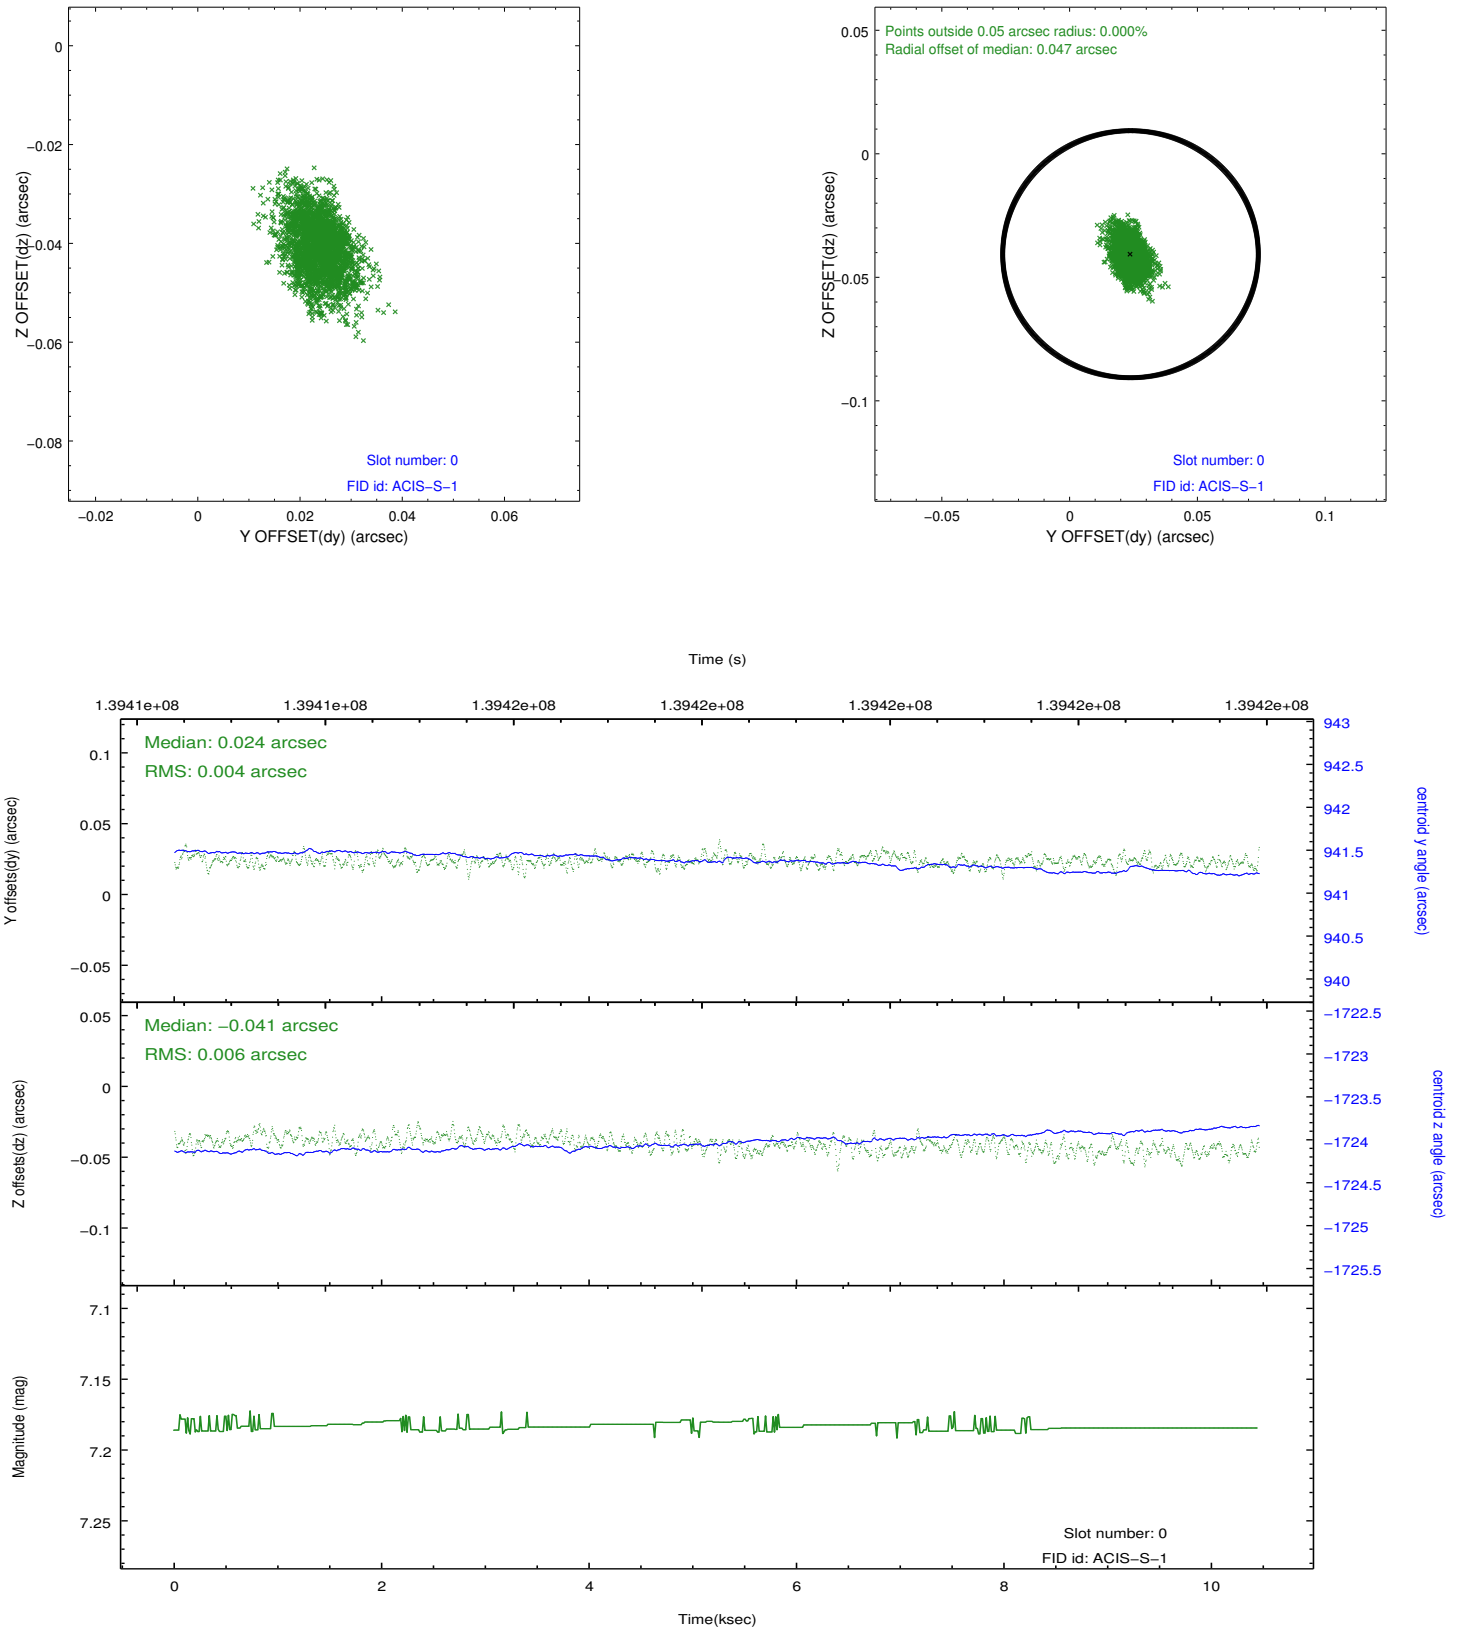 0
−0.02
−0.04
−0.06
−0.08
Z OFFSET(dz) (arcsec)
Slot number: 0
FID id: ACIS−S−1
−0.02
0
0.02
0.04
0.06
Y OFFSET(dy) (arcsec)
Points outside 0.05 arcsec radius: 0.000%
Radial offset of median: 0.047 arcsec
0.05
0
−0.05
−0.1
Z OFFSET(dz) (arcsec)
Slot number: 0
FID id: ACIS−S−1
−0.05
0
0.05
0.1
Y OFFSET(dy) (arcsec)
Time (s)
1.3941e+08
1.3941e+08
1.3942e+08
1.3942e+08
1.3942e+08
1.3942e+08
1.3942e+08
Median: 0.024 arcsec
RMS: 0.004 arcsec
0.1
0.05
0
−0.05
Y offsets(dy) (arcsec)
943
942.5
942
941.5
941
940.5
940
centroid y angle (arcsec)
Median: −0.041 arcsec
RMS: 0.006 arcsec
0.05
0
−0.05
−0.1
Z offsets(dz) (arcsec)
−1722.5
−1723
−1723.5
−1724
−1724.5
−1725
−1725.5
centroid z angle (arcsec)
7.1
7.15
7.2
7.25
Magnitude (mag)
Slot number: 0
FID id: ACIS−S−1
0
2
4
6
8
10
Time(ksec)